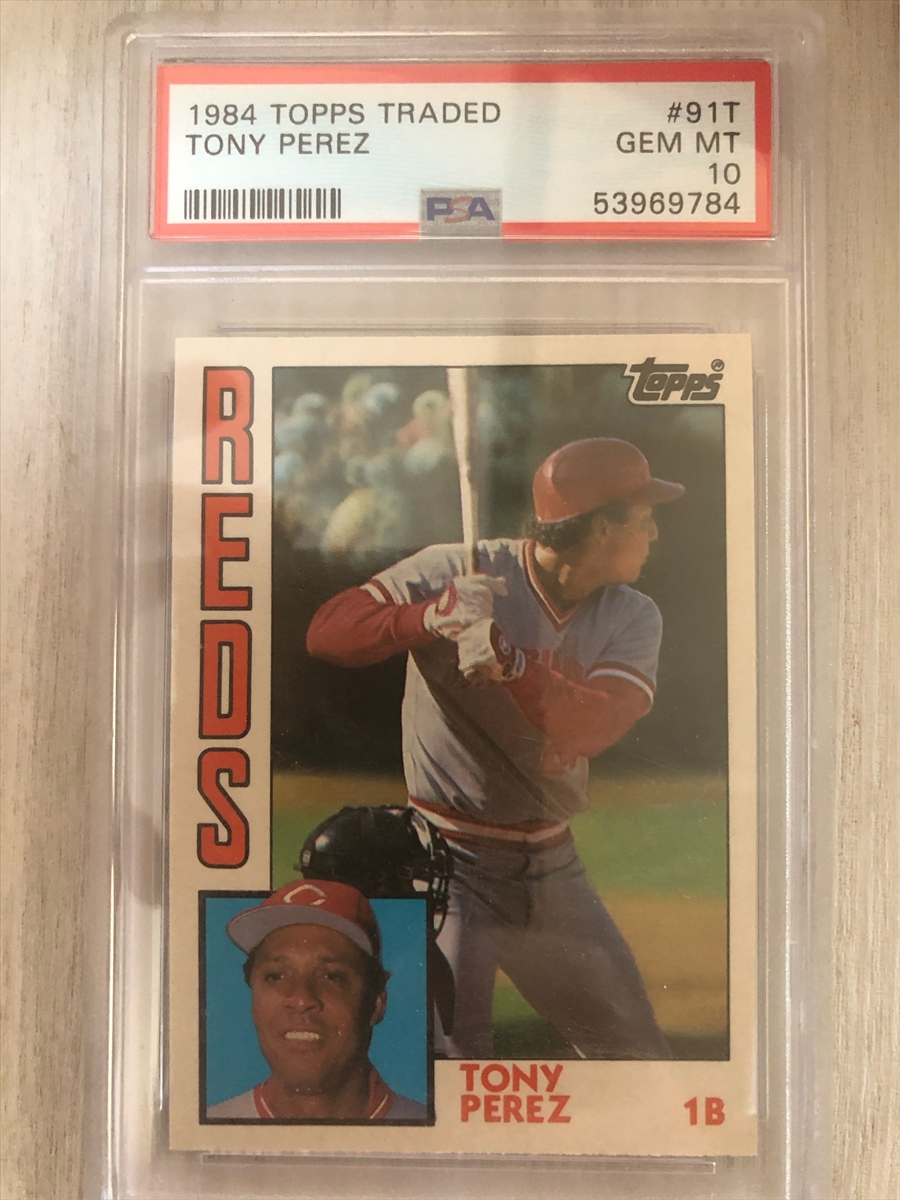 1984 TOPPS TRADED #91T
TONY PEREZ GEM MT
10
PSA 53969784
Topps®
REDS
C
TONY
PEREZ 1B